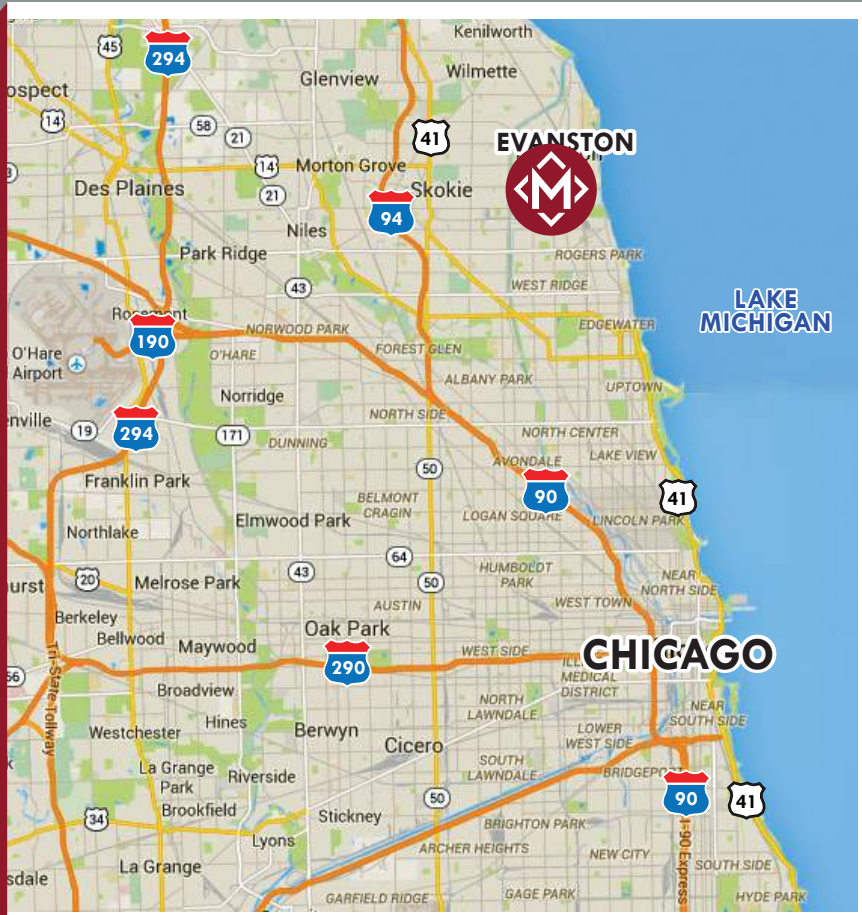 Kenilworth
45
294
Wilmette
Glenview
ospect
14
58
21
41
EVANSTON
14
Morton Grove
Skokie
M
Des Plaines
21
94
Niles
Park Ridge
ROGERS PARK
43
WEST RIDGE
LAKE
MICHIGAN
Rosemont
190
NORWOOD PARK
EDGEWATER
O'HARE
FOREST GLEN
O'Hare
Airport
ALBANY PARK
UPTOWN
Norridge
NORTH SIDE
enville
19
294
171
DUNNING
NORTH CENTER
LAKE VIEW
AVONDALE
50
Franklin Park
90
41
BELMONT
CRAGIN
LOGAN SQUARE
LINCOLN PARK
Elmwood Park
Northlake
64
HUMBOLDT
PARK
NEAR
NORTH SIDE
urst
20
Melrose Park
43
50
AUSTIN
WEST TOWN
Berkeley
Bellwood
Oak Park
Maywood
290
WEST SIDE
CHICAGO
MEDICAL
DISTRICT
56
Broadview
Tri-State Tollway
NORTH
LAWNDALE
NEAR
SOUTH SIDE
Westchester
Hines
Berwyn
Cicero
LOWER
WEST SIDE
SOUTH
LAWNDALE
BRIDGEPORT
La Grange
Park
Riverside
90
41
50
Brookfield
34
Stickney
BRIGHTON PARK
Lyons
ARCHER HEIGHTS
NEW CITY
I-90 Express
SOUTH SIDE
sdale
La Grange
GARFIELD RIDGE
GAGE PARK
HYDE PARK